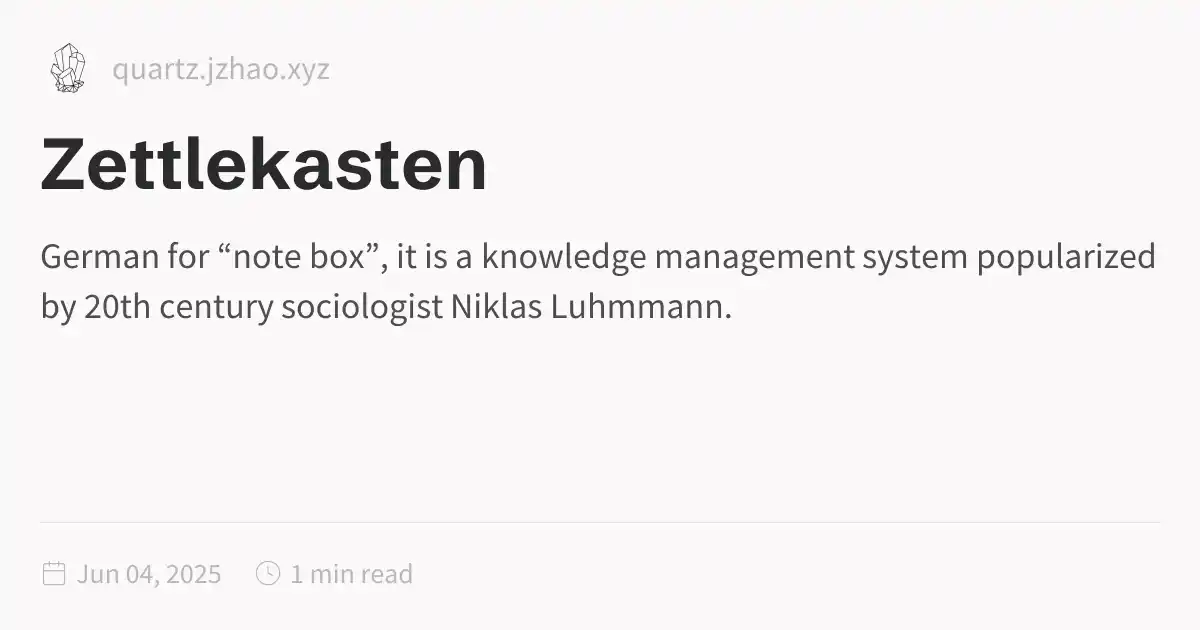 quartz.jzhao.xyz
Zettlekasten
German for “note box”, it is a knowledge management system popularized
by 20th century sociologist Niklas Luhmmann.
Jun 04, 2025 1 min read